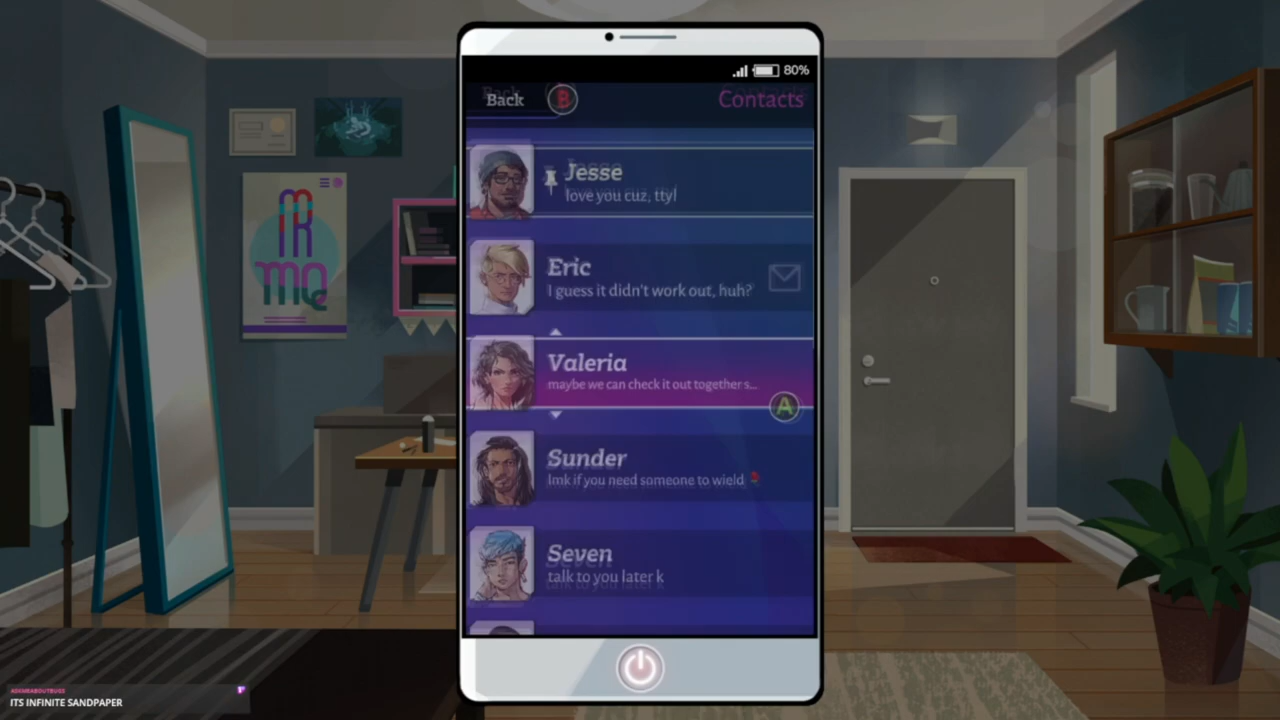 80%
Back B Contacts
Jesse
love you cuz, ttyl
Eric
I guess it didn't work out, huh?
Valeria
maybe we can check it out together s...
A
Sunder
lmk if you need someone to wield
Seven
talk to you later k
ITS INFINITE SANDPAPER